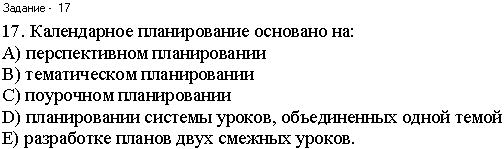 Задание - 17
17. Календарное планирование основано на:
A) перспективном планировании
B) тематическом планировании
C) поурочном планировании
D) планировании системы уроков, объединенных одной темой
E) разработке планов двух смежных уроков.